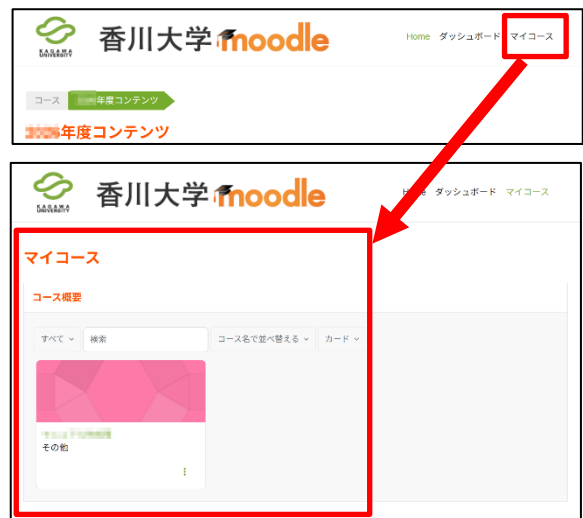 KAGAWA
UNIVERSITY
香川大学 moodle
Home ダッシュボード マイコース
コース 年度コンテンツ
年度コンテンツ
KAGAWA
UNIVERSITY
香川大学 moodle
ダッシュボード マイコース
マイコース
コース概要
すべて 検索 コース名で並べ替える カード
その他